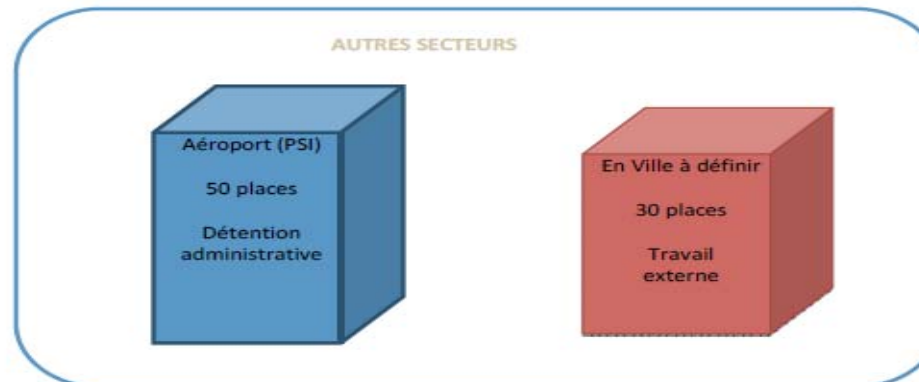 AUTRES SECTEURS
Aéroport (PSI)
50 places
Détention
administrative
En Ville à définir
30 places
Travail
externe